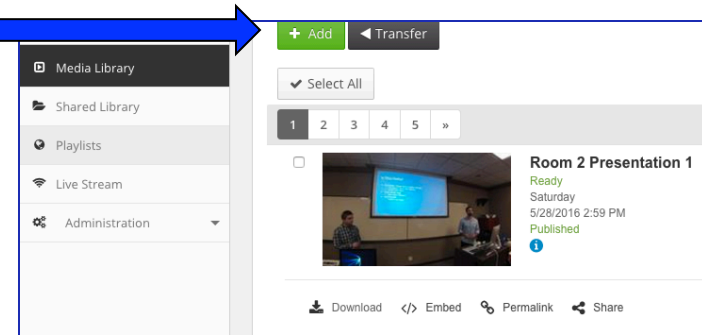 + Add
Transfer
Media Library
Shared Library
Playlists
Live Stream
Administration
Select All
1 2 3 4 5 »
Room 2 Presentation 1
Ready
Saturday
5/28/2016 2:59 PM
Published
Download </> Embed Permalink Share